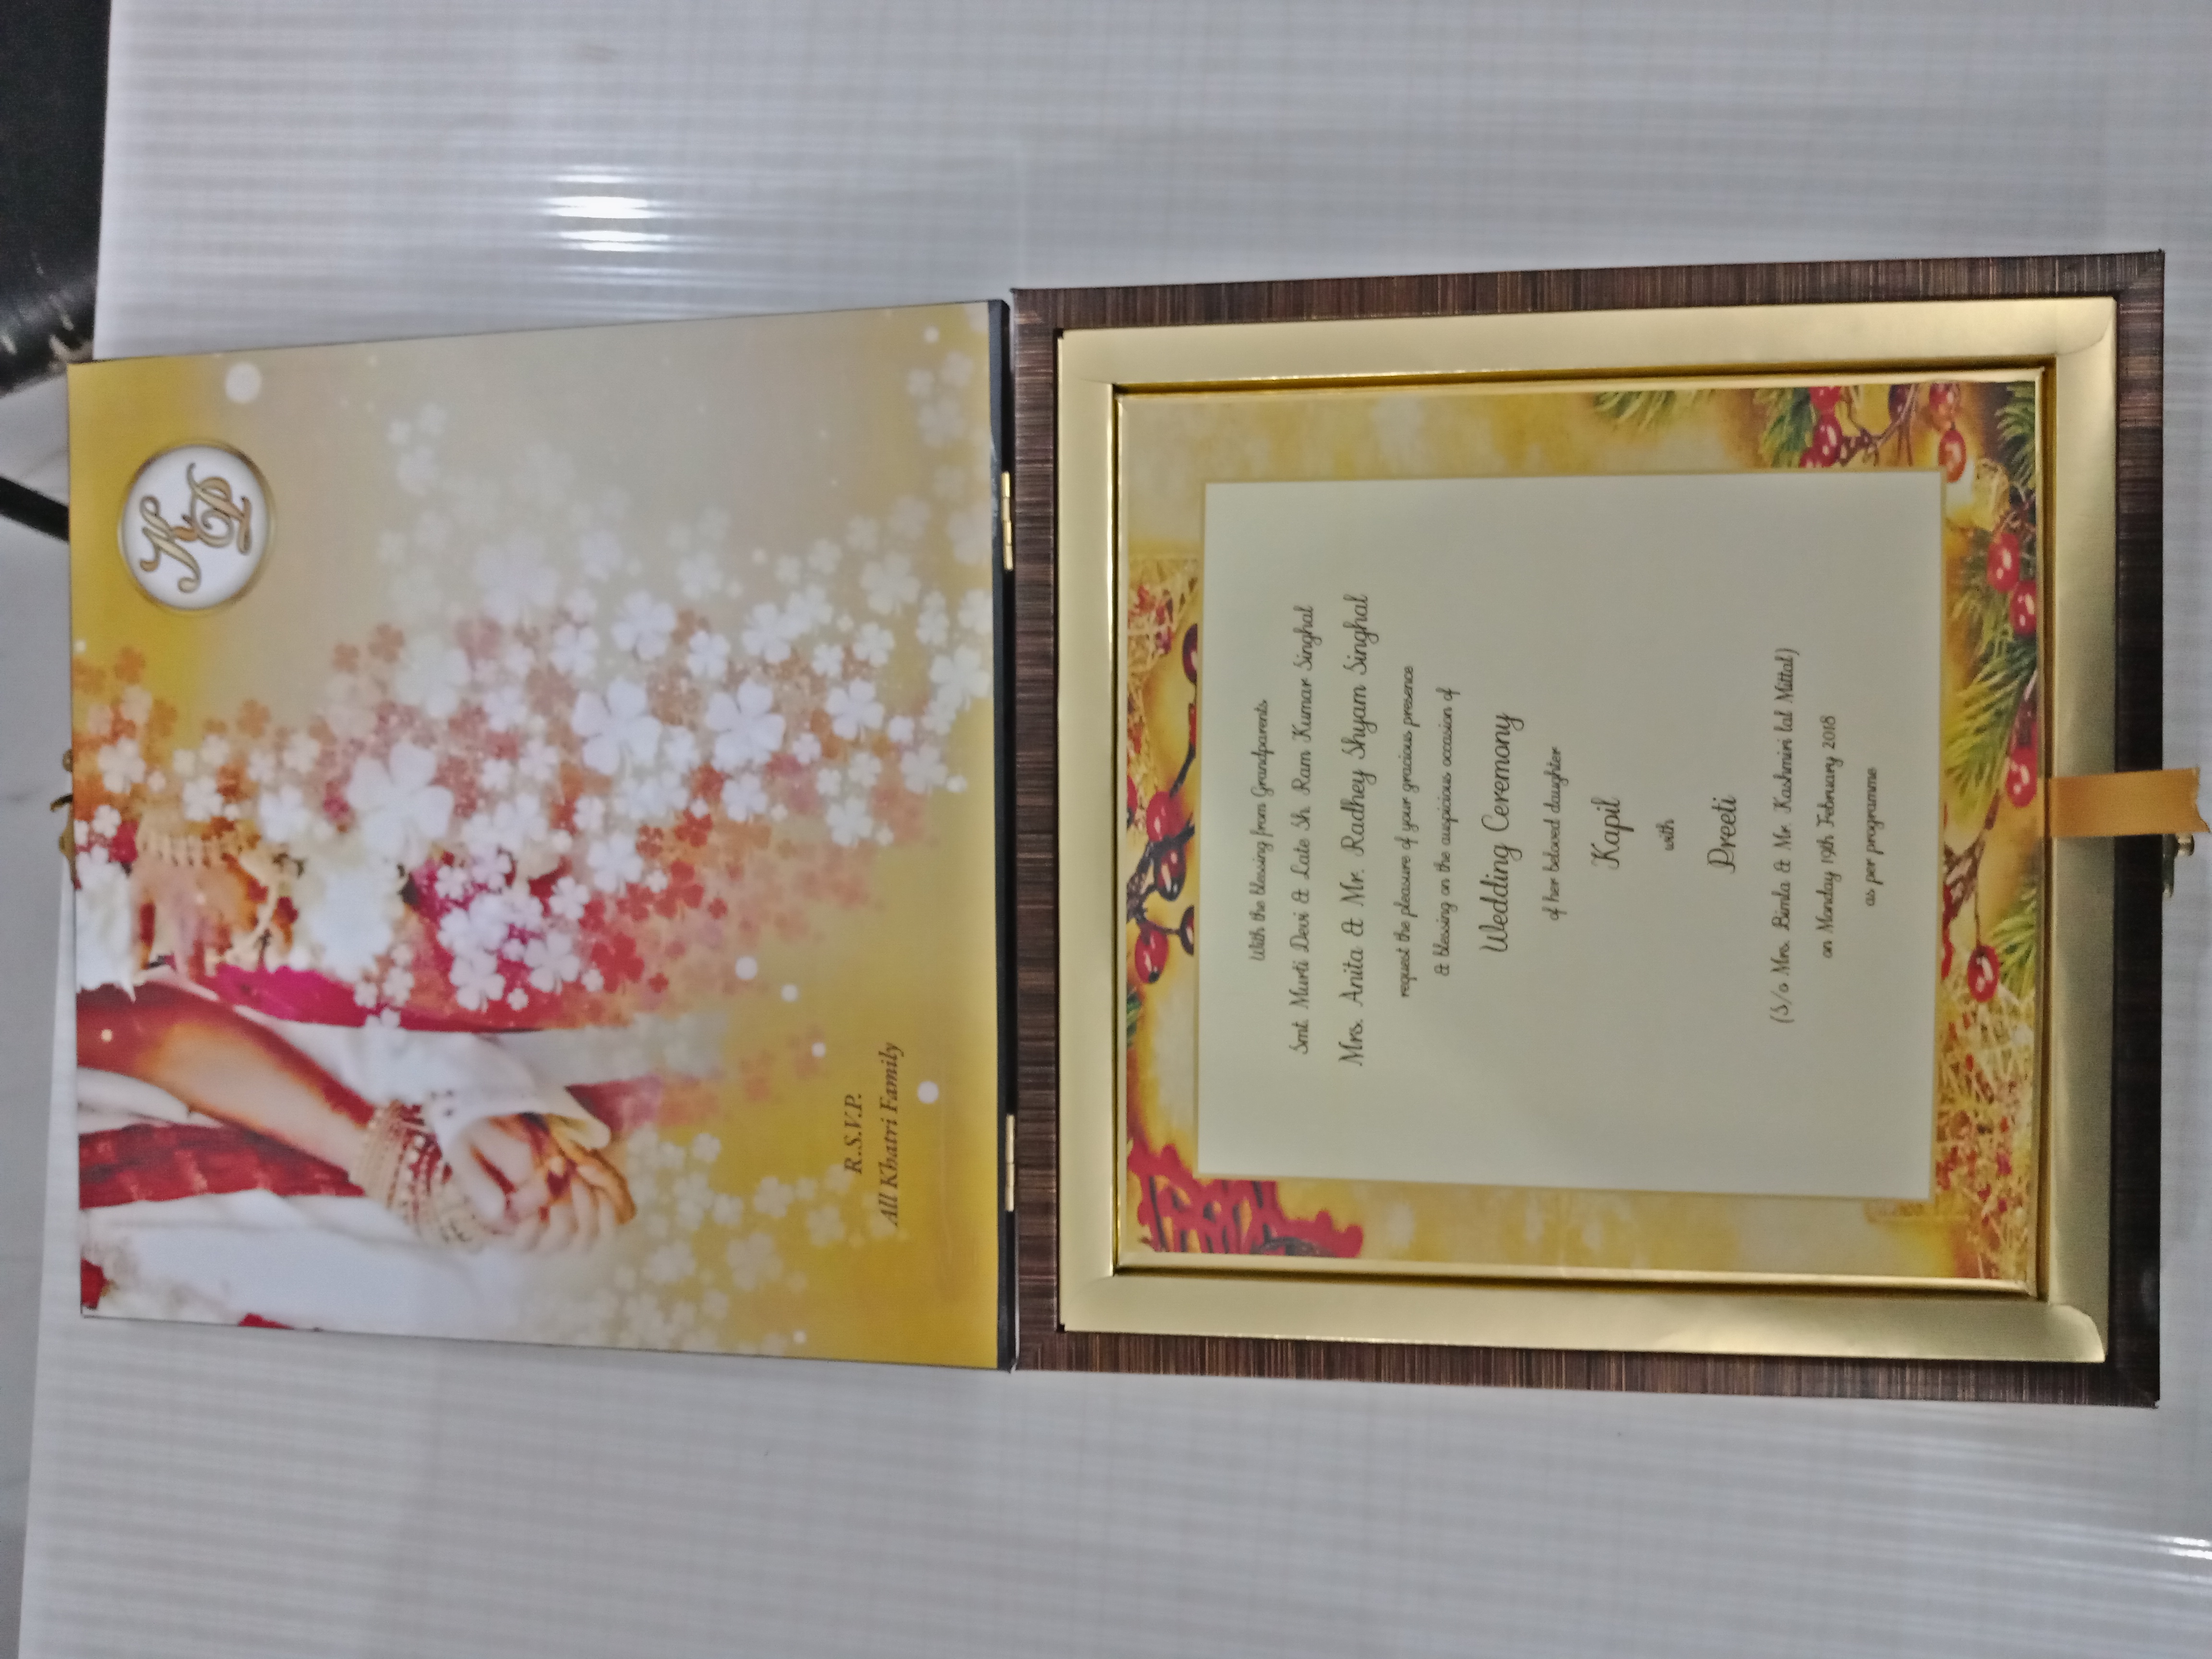 K
&
P
R.S.V.P.
All Khatri Family
With the blessing from Grandparents
Smt. Murti Devi & Late Sh. Ram Kumar Singhal
Mrs. Anita & Mr. Radhey Shyam Singhal
request the pleasure of your gracious presence
& blessing on the auspicious occasion of
Wedding Ceremony
of her beloved daughter
Kapil
with
Preeti
(S/o Mrs. Bimla & Mr. Kashmiri lal Mittal)
on Monday 19th February 2018
as per programme